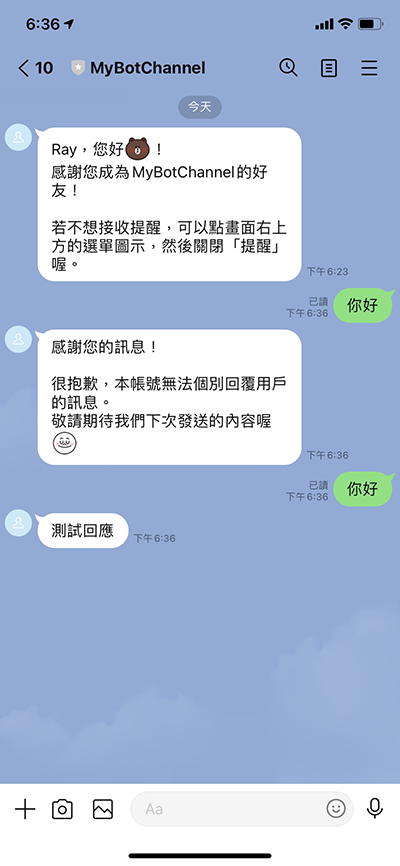 6:36
10 MyBotChannel
今天
Ray，您好！
感謝您成為MyBotChannel的好
友！
若不想接收提醒，可以點畫面右上
方的選單圖示，然後關閉「提醒」
喔。
下午6:23
已讀
下午6:36
你好
感謝您的訊息！
很抱歉，本帳號無法個別回覆用戶
的訊息。
敬請期待我們下次發送的內容喔
下午6:36
已讀
下午6:36
你好
測試回應
下午6:36
Aa